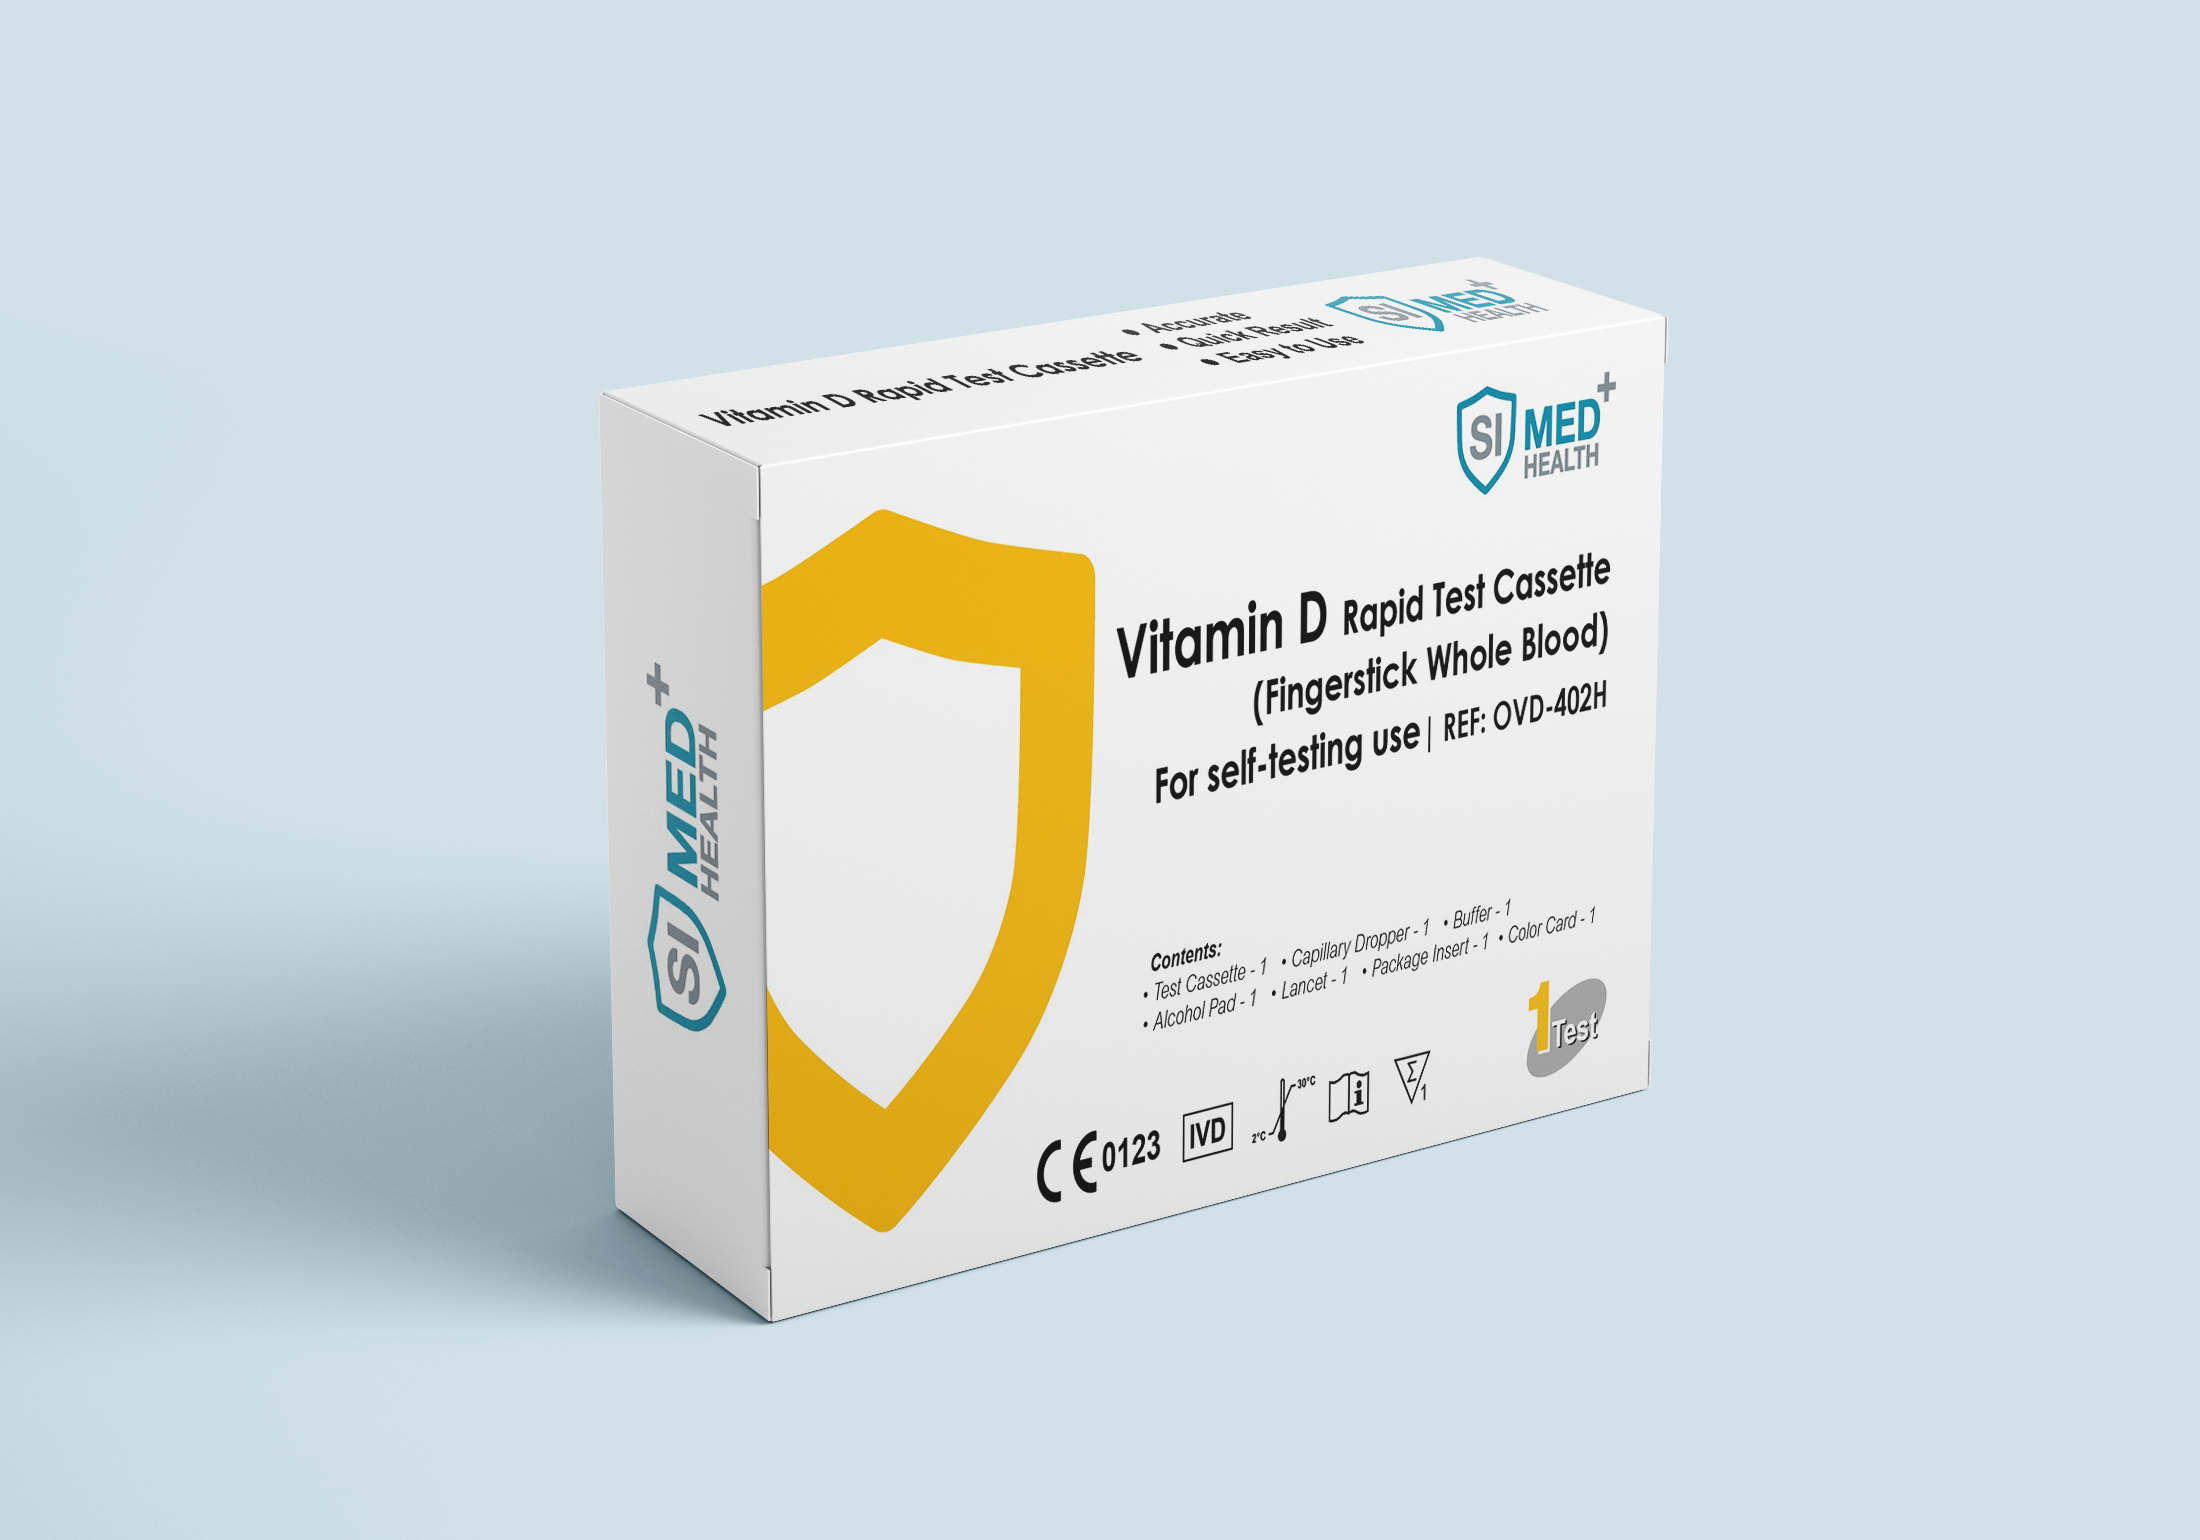 Vitamin D Rapid Test Cassette
• Accurate
• Quick Result
• Easy to Use
SI MED+
HEALTH
SI MED+
HEALTH
Vitamin D Rapid Test Cassette
(Fingerstick Whole Blood)
For self-testing use | REF: OVD-402H
Contents:
• Test Cassette - 1 • Capillary Dropper - 1 • Buffer - 1
• Alcohol Pad - 1 • Lancet - 1 • Package Insert - 1 • Color Card - 1
1 Test
CE 0123 IVD 2°C 30°C i Σ 1
SI MED+
HEALTH